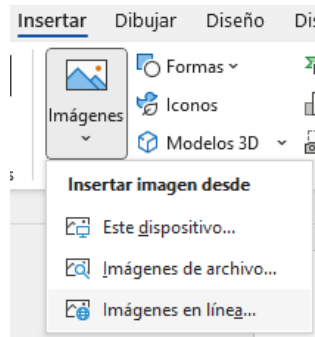 Insertar Dibujar Diseño
Formas
Imágenes
Iconos
Modelos 3D
Insertar imagen desde
Este dispositivo...
Imágenes de archivo...
Imágenes en línea...